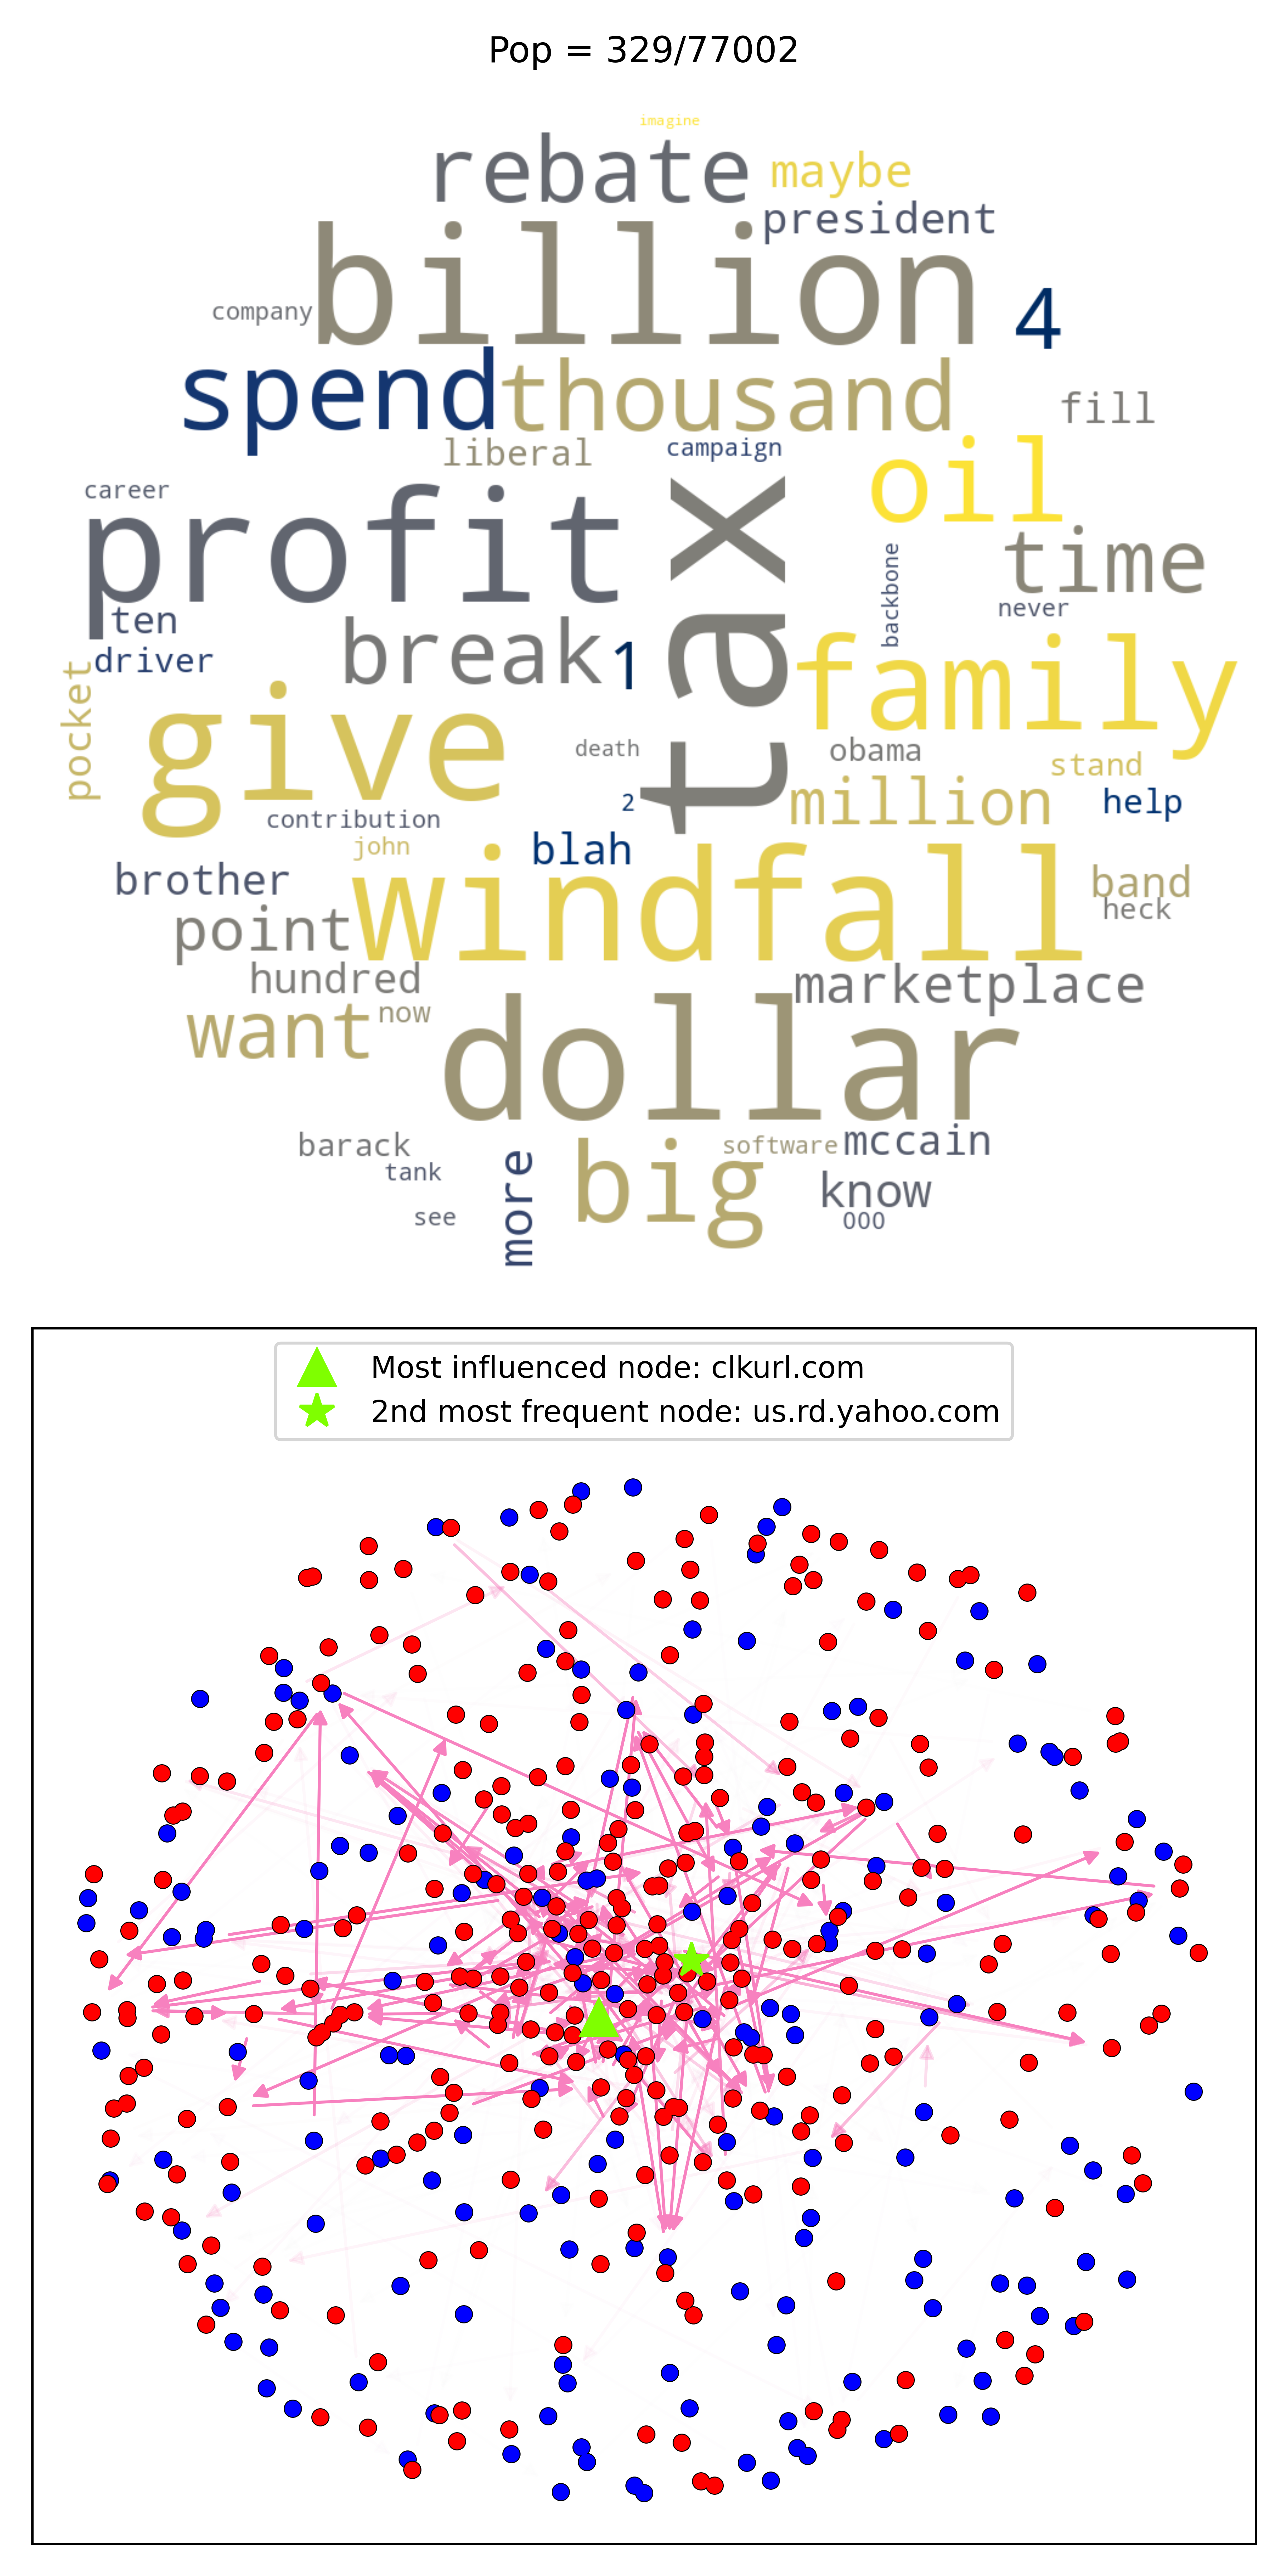 Pop = 329/77002
imagine
rebate
maybe
president
billion
company
4
spend
thousand
fill
liberal
campaign
oil
career
profit
tax
time
backbone
never
ten
break
1
family
driver
pocket
give
death
obama
stand
2
million
help
contribution
john
blah
brother
windfall
band
heck
point
hundred
marketplace
want
now
dollar
barack
software
mccain
tank
more
big
know
see
000
Most influenced node: clkurl.com
2nd most frequent node: us.rd.yahoo.com